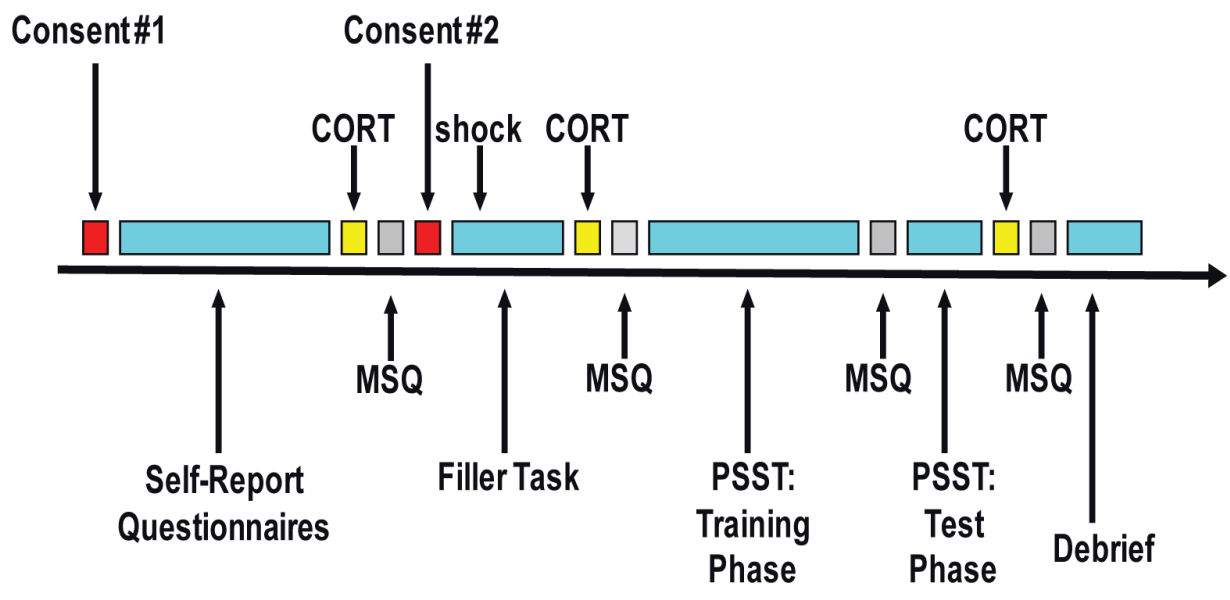 Consent #1
Consent #2
CORT
shock
CORT
CORT
MSQ
MSQ
MSQ
MSQ
Self-Report
Questionnaires
Filler Task
PSST:
Training
Phase
PSST:
Test
Phase
Debrief